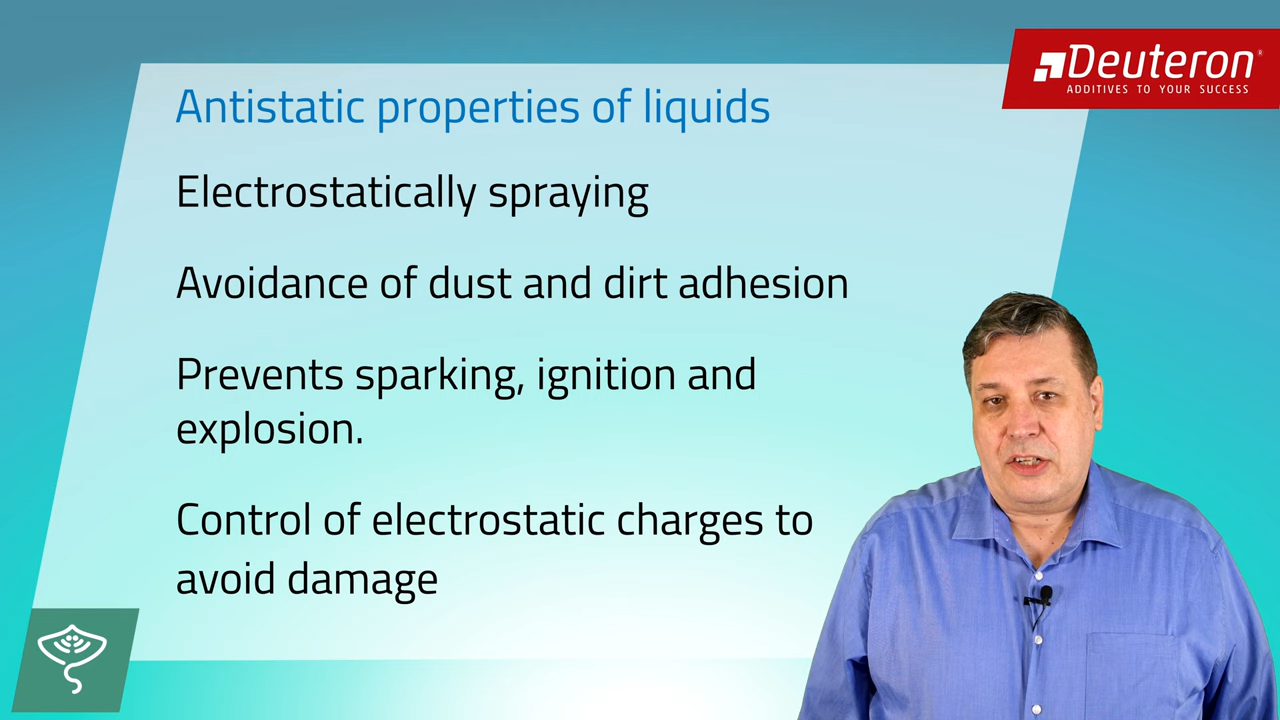 Deuteron®
ADDITIVES TO YOUR SUCCESS
Antistatic properties of liquids
Electrostatically spraying
Avoidance of dust and dirt adhesion
Prevents sparking, ignition and
explosion.
Control of electrostatic charges to
avoid damage